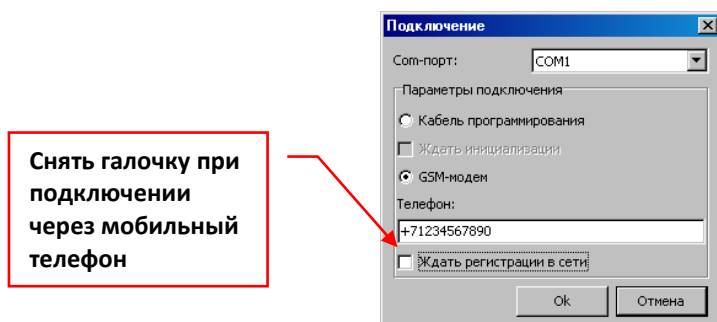 Подключение
Com-порт:
COM1
Параметры подключения
Кабель программирования
Ждать инициализации
GSM-модем
Телефон:
+71234567890
Ждать регистрации в сети
Ok
Отмена
Снять галочку при
подключении
через мобильный
телефон